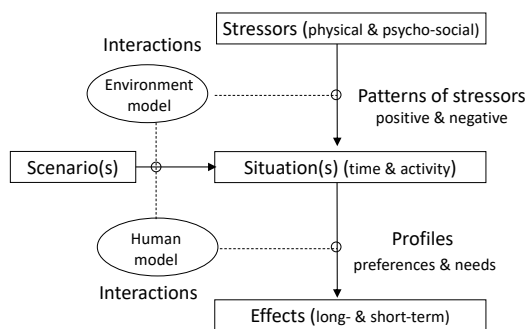 Interactions
Stressors (physical & psycho-social)
Environment
model
Patterns of stressors
positive & negative
Scenario(s)
Situation(s) (time & activity)
Human
model
Profiles
preferences & needs
Interactions
Effects (long- & short-term)